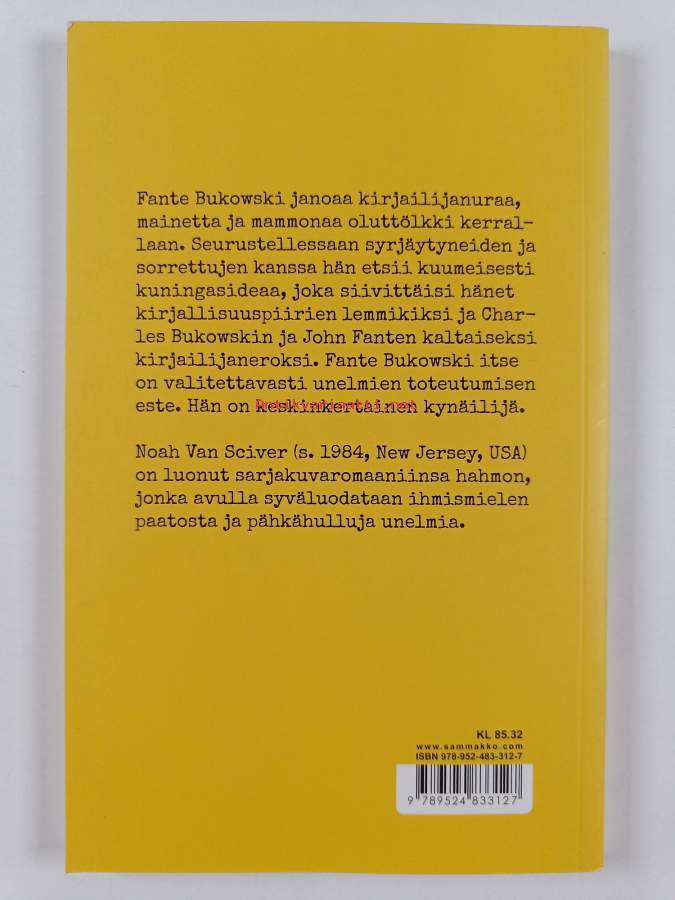 Fante Bukowski janoaa kirjailijanuraa,
mainetta ja mammonaa oluttölkki kerral-
laan. Seurustellessaan syrjäytyneiden ja
sorrettujen kanssa hän etsii kuumeisesti
kuningasideaa, joka siivittäisi hänet
kirjallisuuspiirien lemmikiksi ja Char-
les Bukowskin ja John Fanten kaltaiseksi
kirjailijaneroksi. Fante Bukowski itse
on valitettavasti unelmien toteutumisen
este. Hän on keskinkertainen kynäilijä.
Antikvariaatti.net
Noah Van Sciver (s. 1984, New Jersey, USA)
on luonut sarjakuvaromaaniinsa hahmon,
jonka avulla syväluodataan ihmismielen
paatosta ja pähkähulluja unelmia.
KL 85.32
www.sammakko.com
ISBN 978-952-483-312-7
9 789524 833127